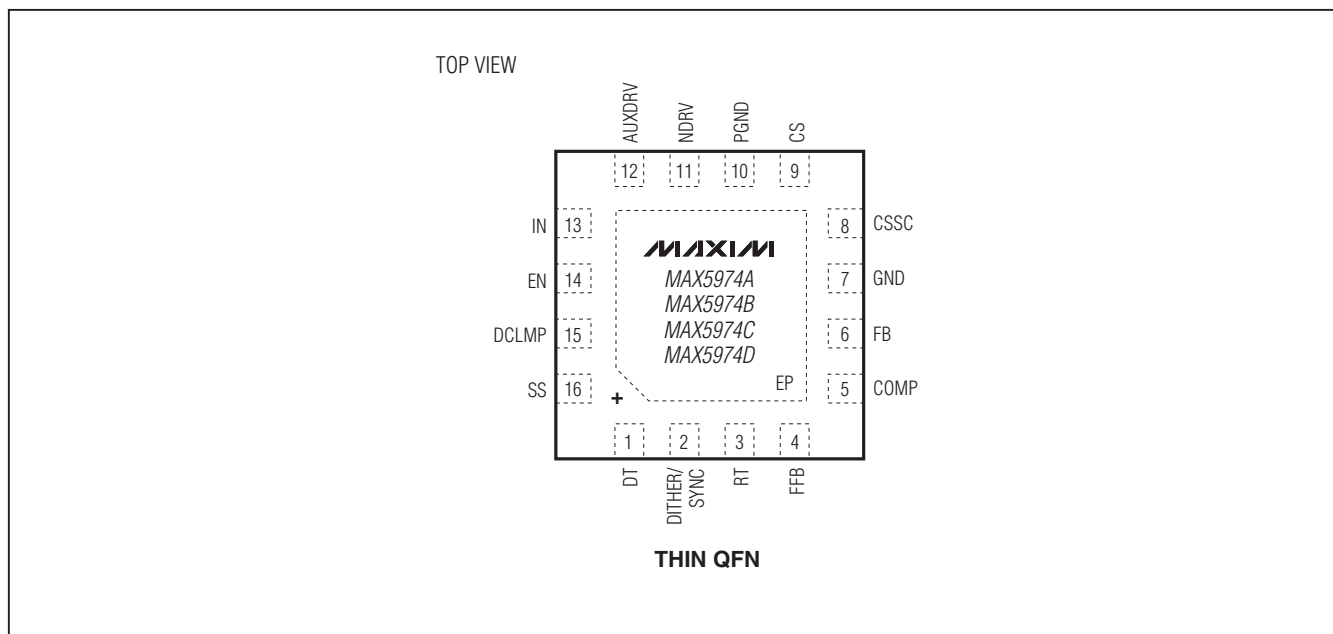 TOP VIEW
AUXDRV
NDRV
PGND
CS
12
11
10
9
IN
13
EN
14
DCLMP
15
SS
16
MAXIM
MAX5974A
MAX5974B
MAX5974C
MAX5974D
EP
+
8
CSSC
7
GND
6
FB
5
COMP
1
2
3
4
DT
DITHER/
SYNC
RT
FFB
THIN QFN